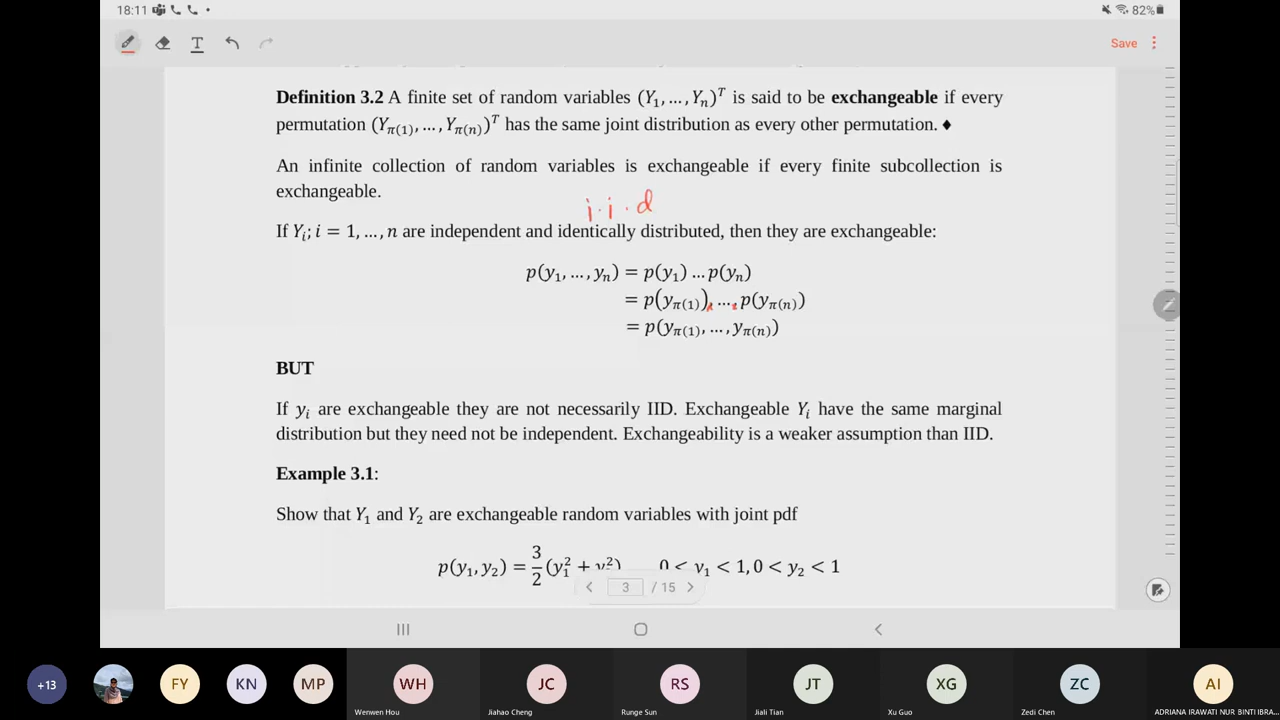 18:11
82%
Save
Definition 3.2 A finite set of random variables (Y₁, …, Yₙ)ᵀ is said to be exchangeable if every
permutation (Y_π(1), …, Y_π(n))ᵀ has the same joint distribution as every other permutation. ♦
An infinite collection of random variables is exchangeable if every finite subcollection is
exchangeable.
i.i.d
If Yᵢ; i = 1, …, n are independent and identically distributed, then they are exchangeable:
p(y₁, …, yₙ) = p(y₁) … p(yₙ)
= p(y_π(1)), …, p(y_π(n))
= p(y_π(1), …, y_π(n))
BUT
If yᵢ are exchangeable they are not necessarily IID. Exchangeable Yᵢ have the same marginal
distribution but they need not be independent. Exchangeability is a weaker assumption than IID.
Example 3.1:
Show that Y₁ and Y₂ are exchangeable random variables with joint pdf
p(y₁, y₂) = 3/2 (y₁² + y²) 0 < y₁ < 1, 0 < y₂ < 1
3 / 15
+13 FY KN MP WH JC RS JT XG ZC AI
Wenwen Hou Jiahao Cheng Runge Sun Jiali Tian Xu Guo Zedi Chen ADRIANA IRAWATI NUR BINTI IBRA...